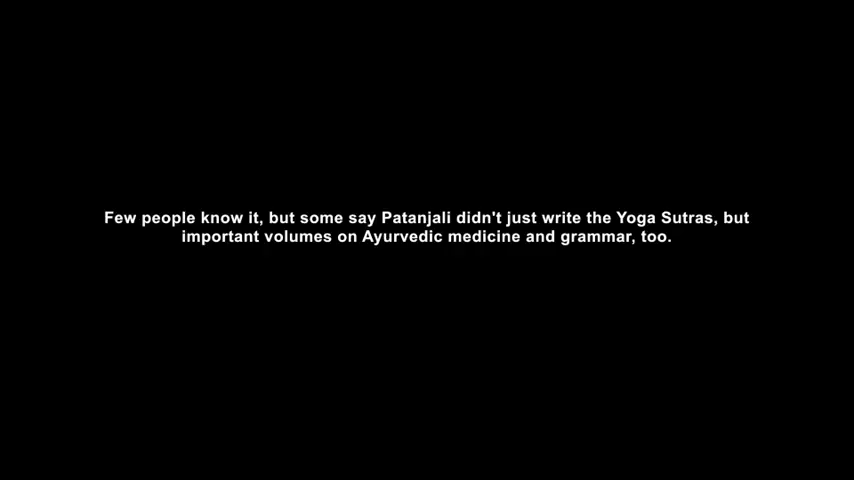 Few people know it, but some say Patanjali didn't just write the Yoga Sutras, but
important volumes on Ayurvedic medicine and grammar, too.